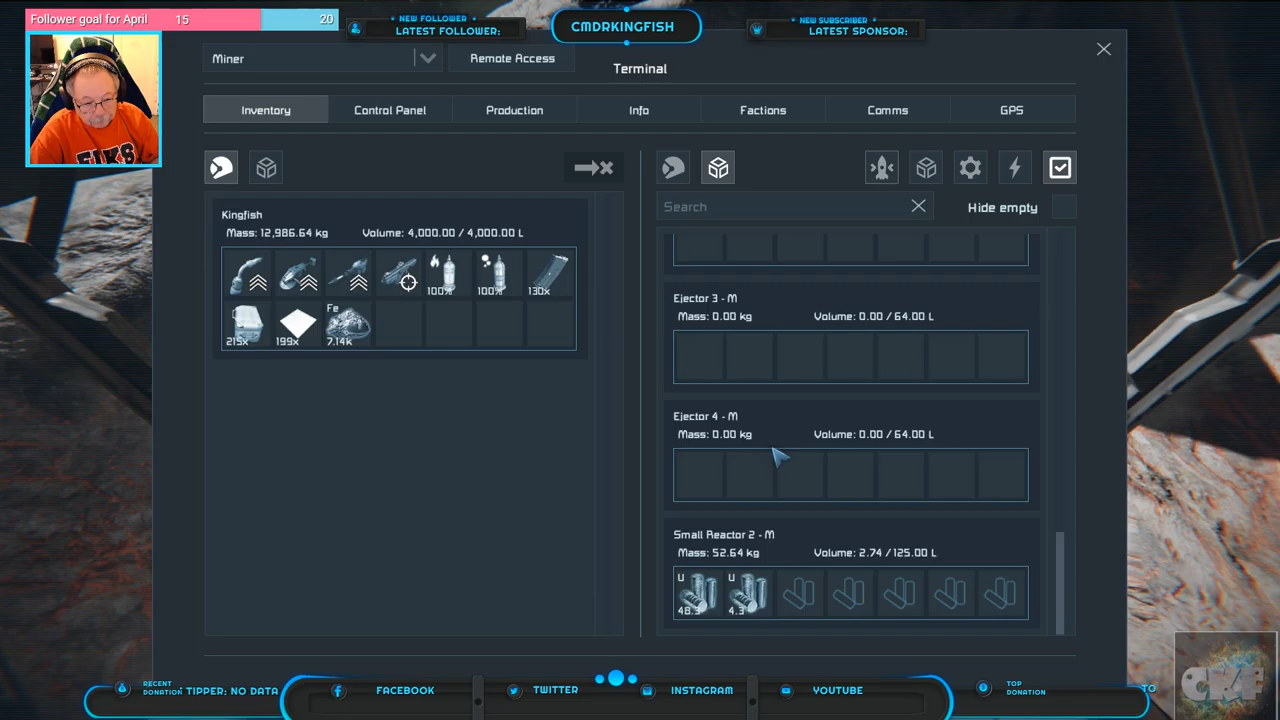 Follower goal for April 15 20
NEW FOLLOWER
LATEST FOLLOWER:
CMDRKINGFISH
NEW SUBSCRIBER
LATEST SPONSOR:
Miner
Remote Access
Terminal
Inventory Control Panel Production Info Factions Comms GPS
Search
Hide empty
Kingfish
Mass: 12,986.64 kg Volume: 4,000.00 / 4,000.00 L
100% 100% 130x
Fe
215x 199x 7.14k
Ejector 3 - M
Mass: 0.00 kg Volume: 0.00 / 64.00 L
Ejector 4 - M
Mass: 0.00 kg Volume: 0.00 / 64.00 L
Small Reactor 2 - M
Mass: 52.64 kg Volume: 2.74 / 125.00 L
U U
48.3 4.3
RECENT
DONATION
TIPPER: NO DATA
FACEBOOK
TWITTER
INSTAGRAM
YOUTUBE
TOP
DONATION
TO
CKF